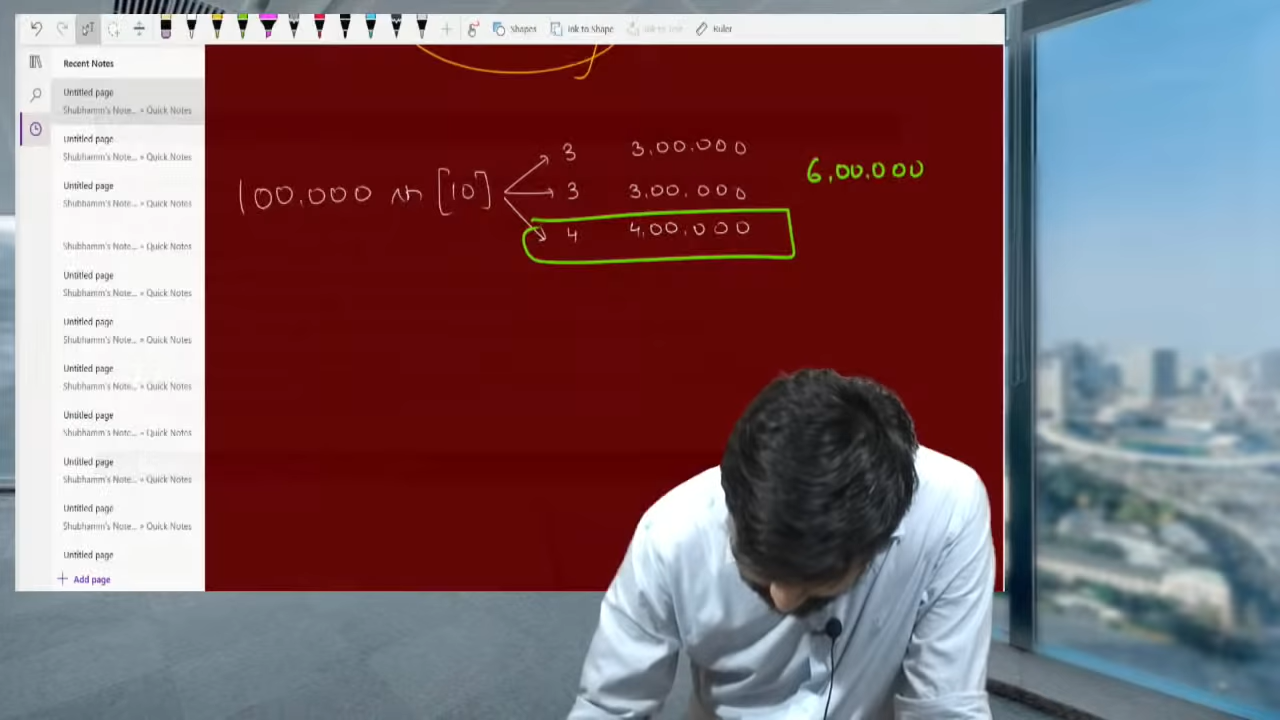 Shapes
Ink to Shape
Ink to Text
Ruler
Recent Notes
Untitled page
Shubhamm's Note... » Quick Notes
Untitled page
Shubhamm's Note... » Quick Notes
Untitled page
Shubhamm's Note... » Quick Notes
Shubhamm's Note... » Quick Notes
Untitled page
Shubhamm's Note... » Quick Notes
Untitled page
Shubhamm's Note... » Quick Notes
Untitled page
Shubhamm's Note... » Quick Notes
Untitled page
Shubhamm's Note... » Quick Notes
Untitled page
Shubhamm's Note... » Quick Notes
Untitled page
Shubhamm's Note... » Quick Notes
Untitled page
+ Add page
3 3,00,000
100,000 [10] 3 3,00,000
4 4,00,000
6,00,000